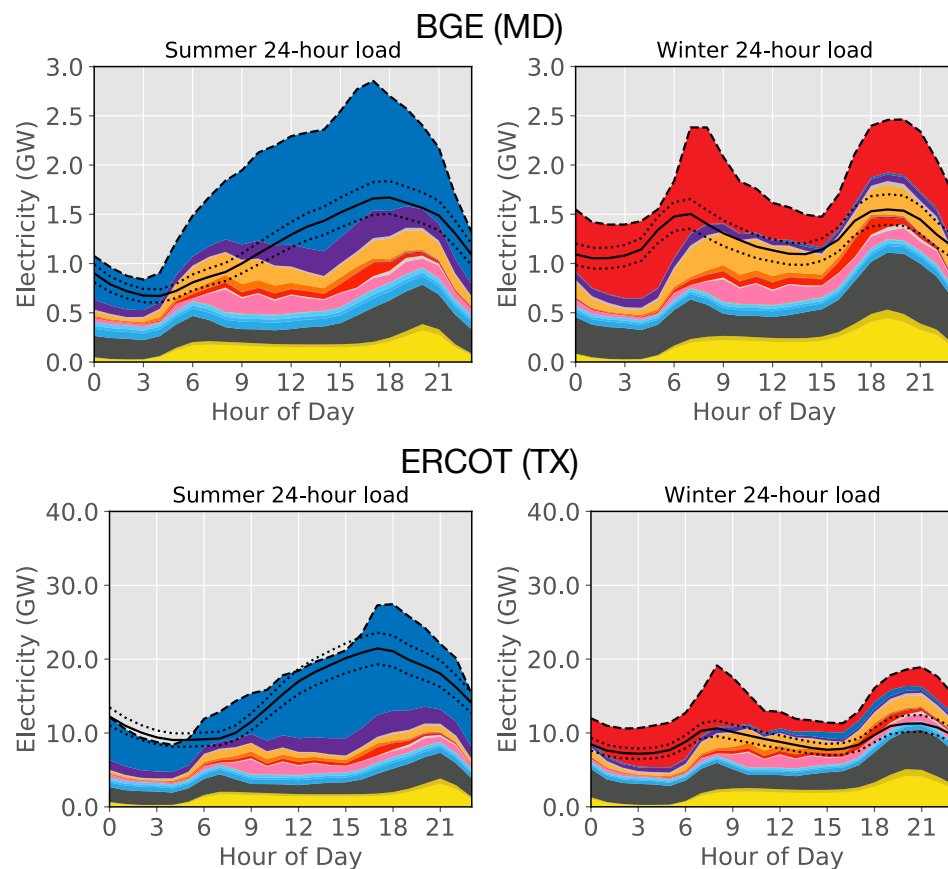 BGE (MD)
Summer 24-hour load
Winter 24-hour load
Electricity (GW)
3.0
2.5
2.0
1.5
1.0
0.5
0.0
0 3 6 9 12 15 18 21
Hour of Day
Electricity (GW)
3.0
2.5
2.0
1.5
1.0
0.5
0.0
0 3 6 9 12 15 18 21
Hour of Day
ERCOT (TX)
Summer 24-hour load
Winter 24-hour load
Electricity (GW)
40.0
30.0
20.0
10.0
0.0
0 3 6 9 12 15 18 21
Hour of Day
Electricity (GW)
40.0
30.0
20.0
10.0
0.0
0 3 6 9 12 15 18 21
Hour of Day